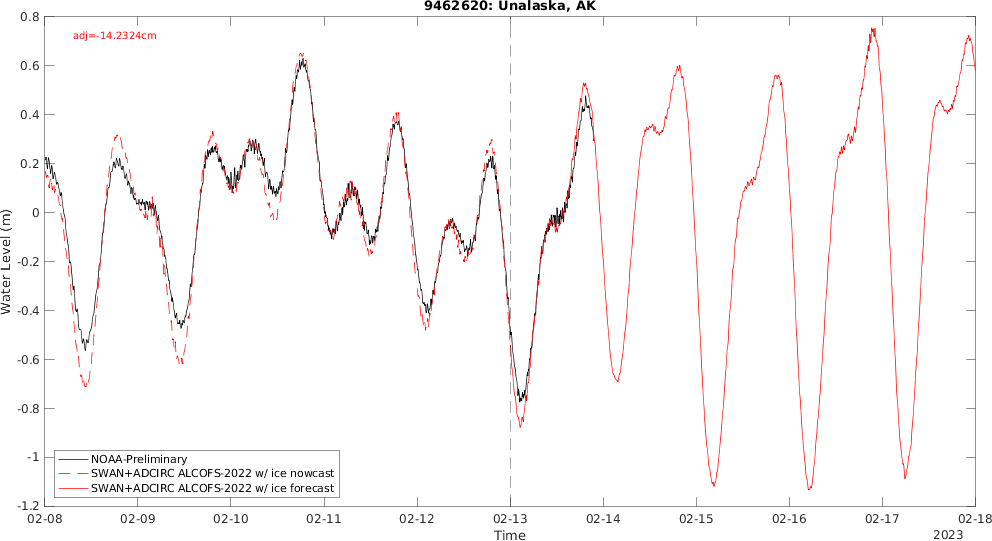 9462620: Unalaska, AK
adj=-14.2324cm
0.8
0.6
0.4
0.2
0
-0.2
-0.4
-0.6
-0.8
-1
-1.2
Water Level (m)
NOAA-Preliminary
SWAN+ADCIRC ALCOFS-2022 w/ ice nowcast
SWAN+ADCIRC ALCOFS-2022 w/ ice forecast
02-08 02-09 02-10 02-11 02-12 02-13 02-14 02-15 02-16 02-17 02-18
Time
2023